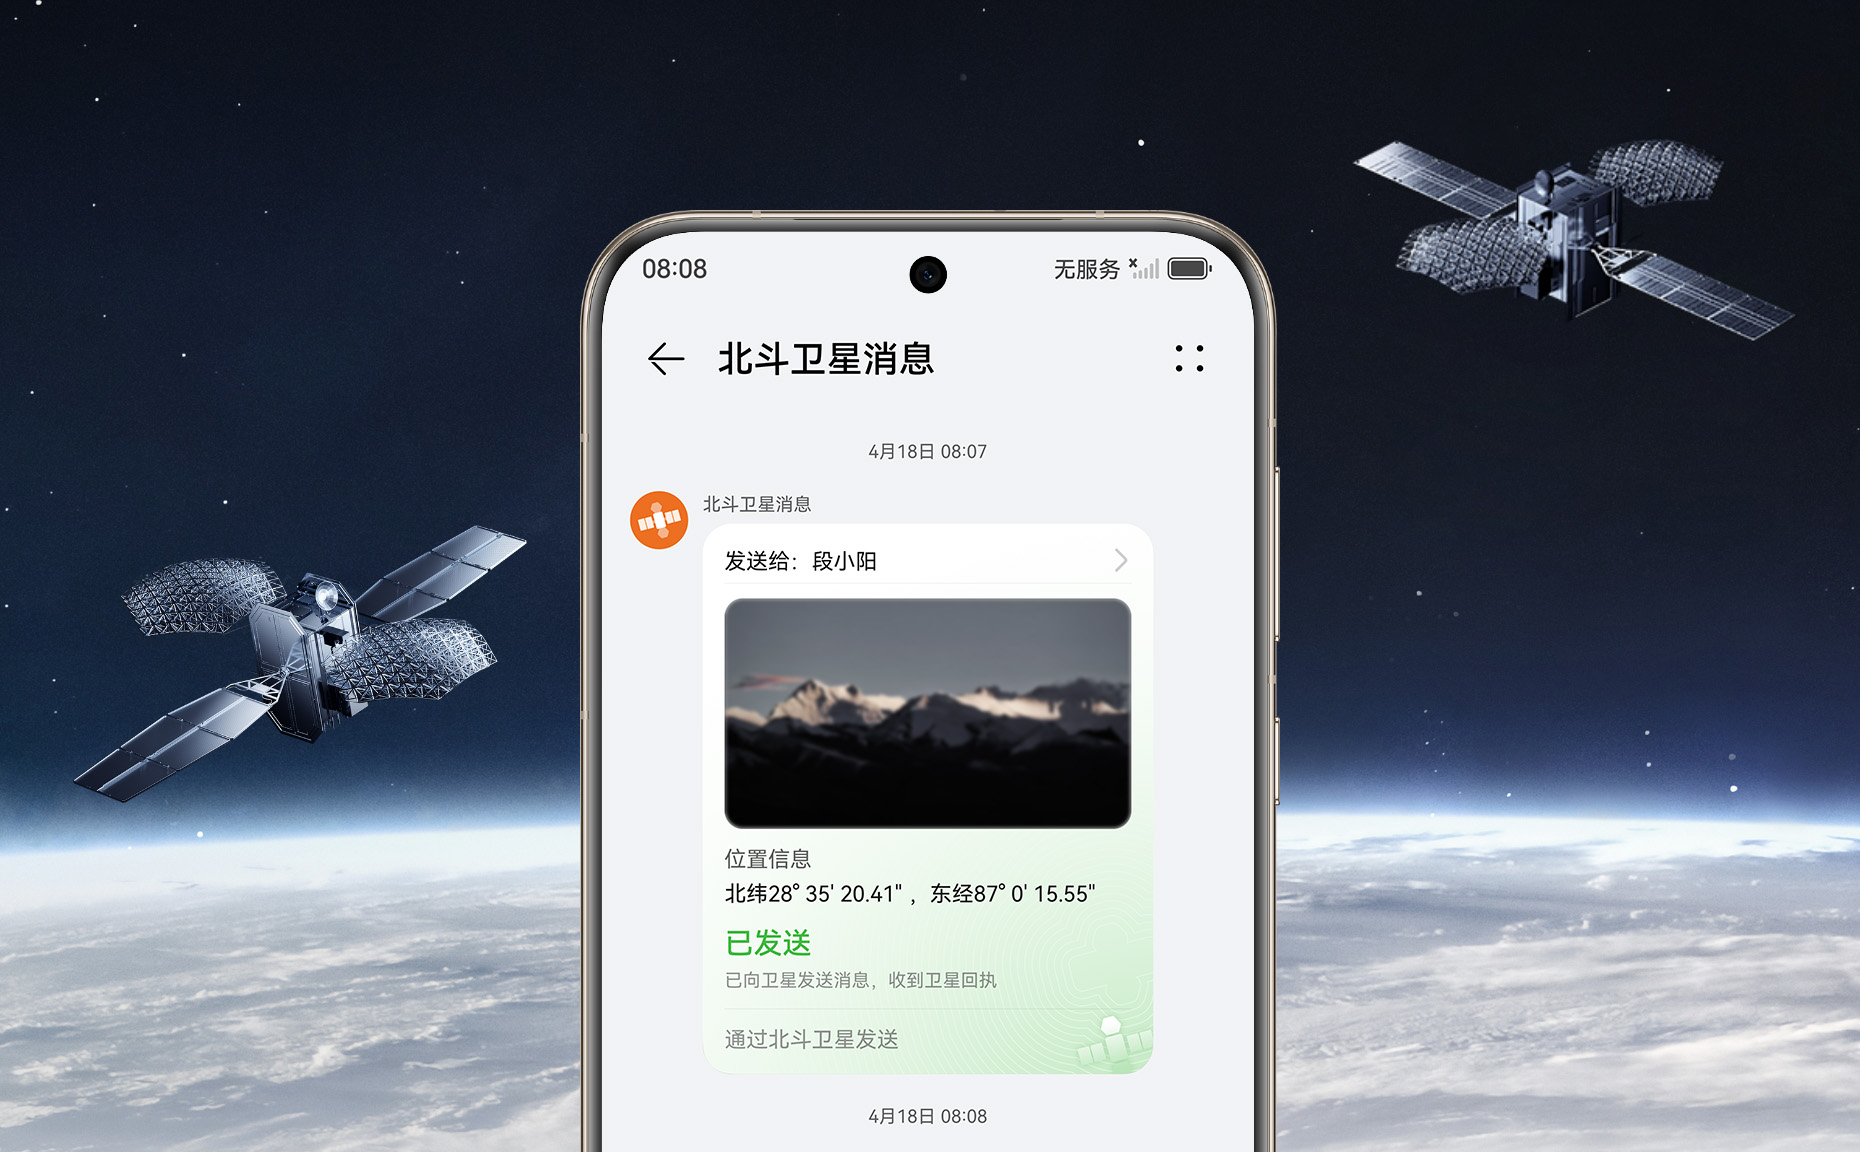 08:08
无服务
北斗卫星消息
4月18日 08:07
北斗卫星消息
发送给：段小阳
位置信息
北纬28° 35' 20.41"，东经87° 0' 15.55"
已发送
已向卫星发送消息，收到卫星回执
通过北斗卫星发送
4月18日 08:08